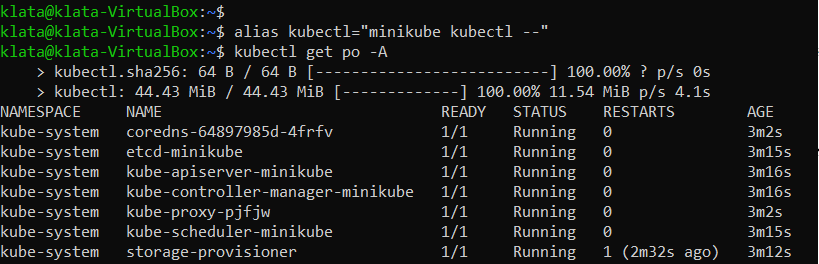 klata@klata-VirtualBox:~$
klata@klata-VirtualBox:~$ alias kubectl="minikube kubectl --"
klata@klata-VirtualBox:~$ kubectl get po -A
    > kubectl.sha256: 64 B / 64 B [--------------------------] 100.00% ? p/s 0s
    > kubectl: 44.43 MiB / 44.43 MiB [-------------] 100.00% 11.54 MiB p/s 4.1s
NAMESPACE     NAME                               READY   STATUS    RESTARTS        AGE
kube-system   coredns-64897985d-4frfv            1/1     Running   0               3m2s
kube-system   etcd-minikube                      1/1     Running   0               3m15s
kube-system   kube-apiserver-minikube            1/1     Running   0               3m16s
kube-system   kube-controller-manager-minikube   1/1     Running   0               3m16s
kube-system   kube-proxy-pjfjw                   1/1     Running   0               3m2s
kube-system   kube-scheduler-minikube            1/1     Running   0               3m15s
kube-system   storage-provisioner                1/1     Running   1 (2m32s ago)   3m12s